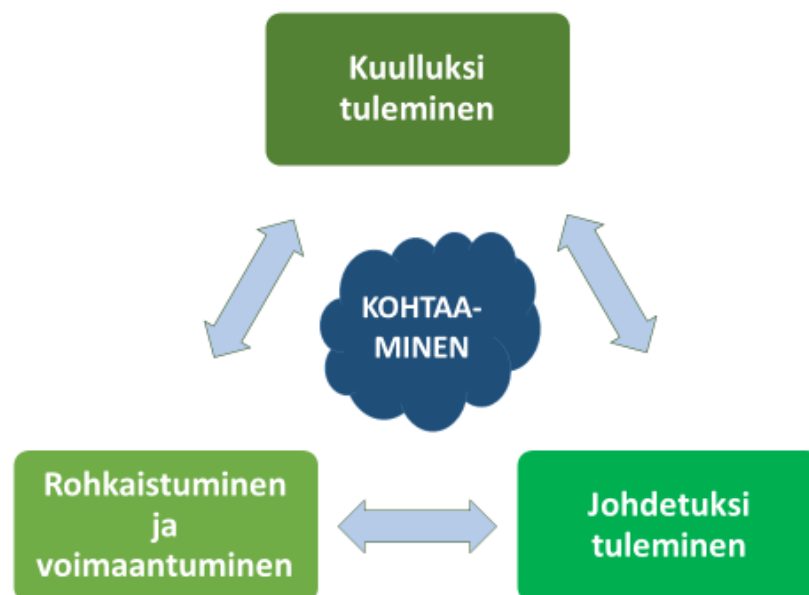 Kuulluksi
tuleminen
KOHTAA-
MINEN
Rohkaistuminen
ja
voimaantuminen
Johdetuksi
tuleminen